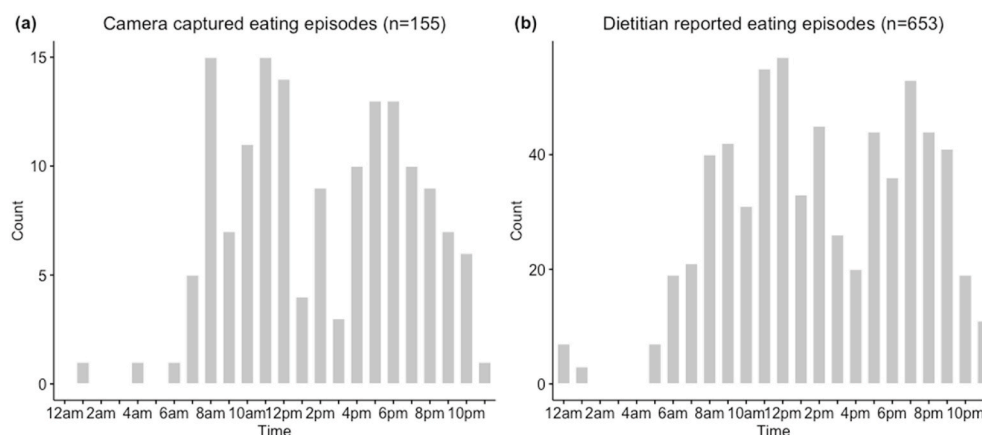 (a) Camera captured eating episodes (n=155)
15
10
5
0
Count
12am 2am 4am 6am 8am 10am 12pm 2pm 4pm 6pm 8pm 10pm
Time
(b) Dietitian reported eating episodes (n=653)
40
20
0
Count
12am 2am 4am 6am 8am 10am 12pm 2pm 4pm 6pm 8pm 10pm
Time